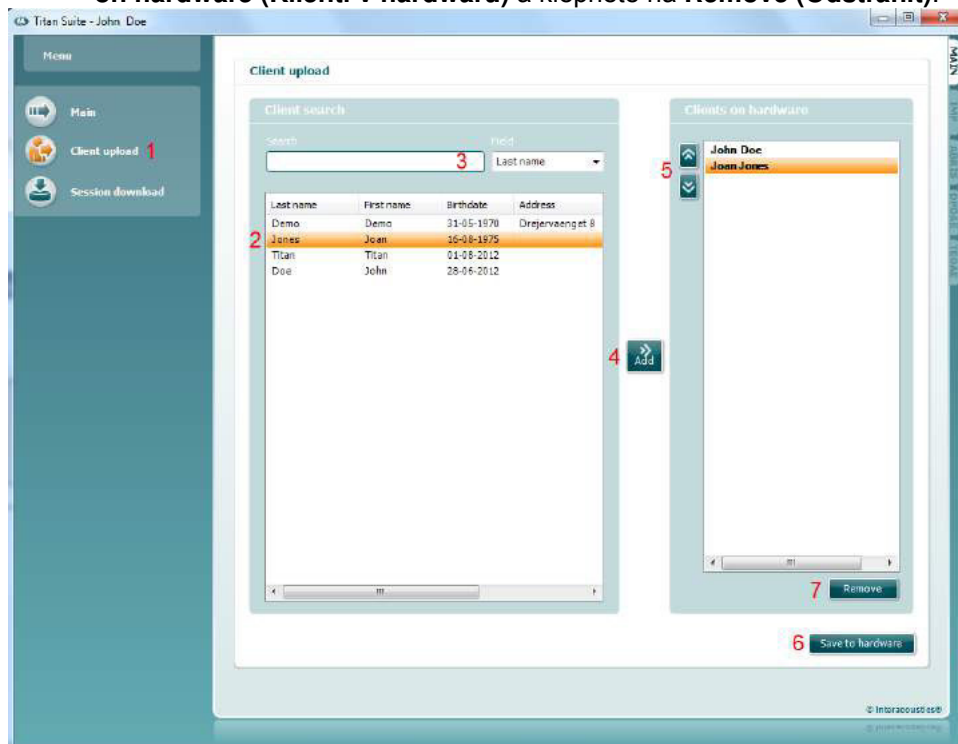 on hardware (Klienti v hardwaru) a klepněte na Remove (Odstranit).
Titan Suite - John Doe
Menu
Main
Client upload 1
Session download
MAIN
Client upload
Client search
Search
Field
3
Last name
Last name First name Birthdate Address
Demo Demo 31-05-1970 Drejervaenget 8
2 Jones Joan 16-08-1975
Titan Titan 01-08-2012
Doe John 28-06-2012
4 Add
Clients on hardware
5
John Doe
Joan Jones
7 Remove
6 Save to hardware
© Interacoustics®